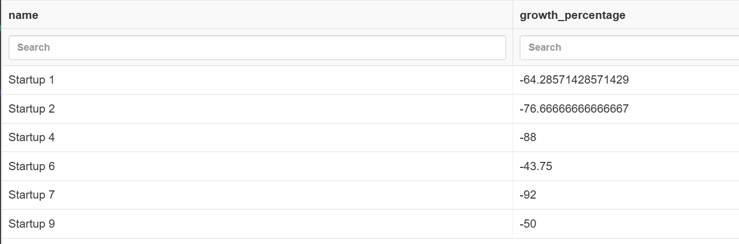 name growth_percentage
Search Search
Startup 1 -64.28571428571429
Startup 2 -76.66666666666667
Startup 4 -88
Startup 6 -43.75
Startup 7 -92
Startup 9 -50